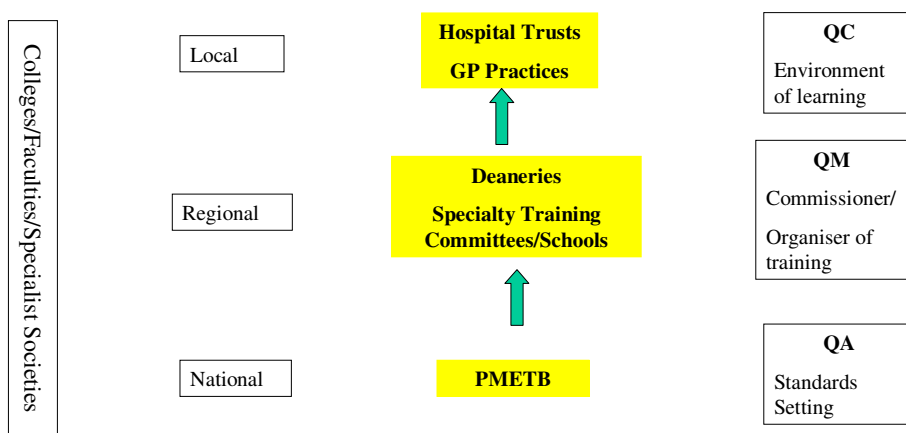 Colleges/Faculties/Specialist Societies
Local
Hospital Trusts
GP Practices
QC
Environment
of learning
Regional
Deaneries
Specialty Training
Committees/Schools
QM
Commissioner/
Organiser of
training
National
PMETB
QA
Standards
Setting